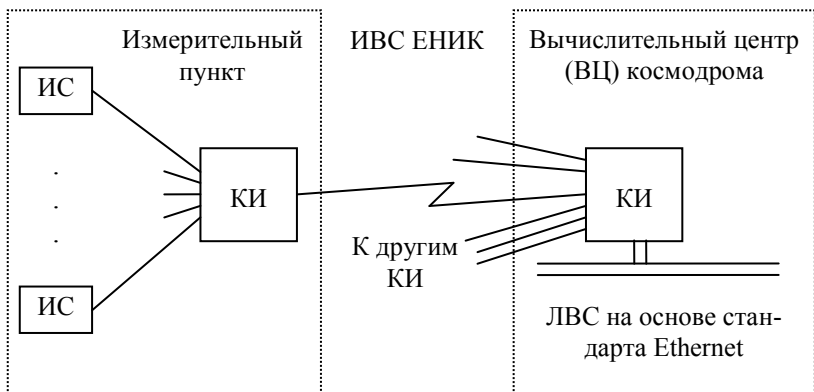 Измерительный
пункт
ИВС ЕНИК
Вычислительный центр
(ВЦ) космодрома
ИС
КИ
КИ
К другим
КИ
ИС
ЛВС на основе стан-
дарта Ethernet